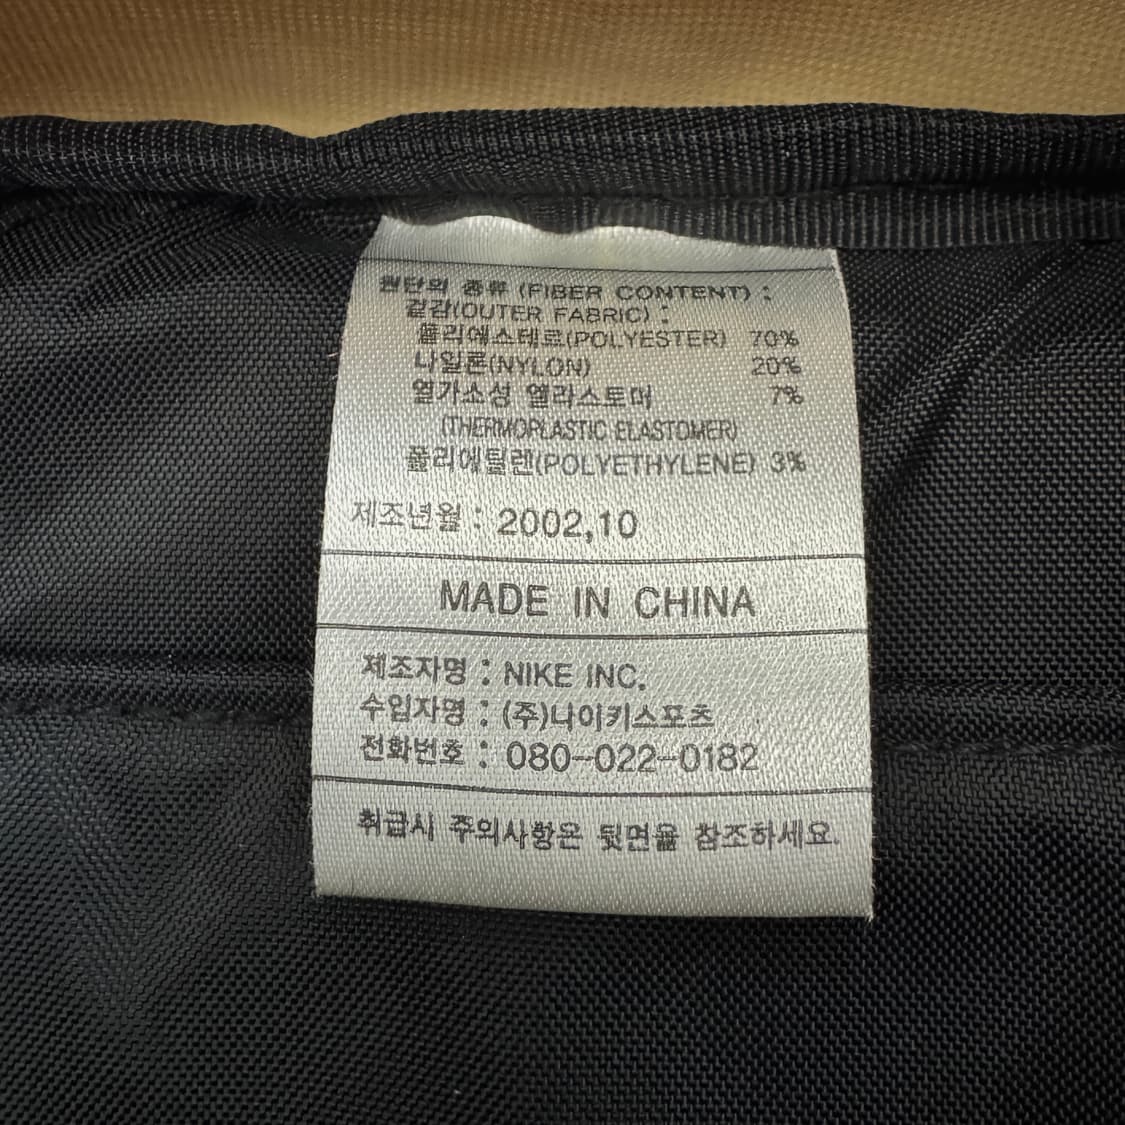 원단의 종류 (FIBER CONTENT) :
겉감(OUTER FABRIC) :
폴리에스테르(POLYESTER) 70%
나일론(NYLON) 20%
열가소성 엘라스토머 7%
(THERMOPLASTIC ELASTOMER)
폴리에틸렌(POLYETHYLENE) 3%
제조년월 : 2002,10
MADE IN CHINA
제조자명 : NIKE INC.
수입자명 : (주)나이키스포츠
전화번호 : 080-022-0182
취급시 주의사항은 뒷면을 참조하세요.